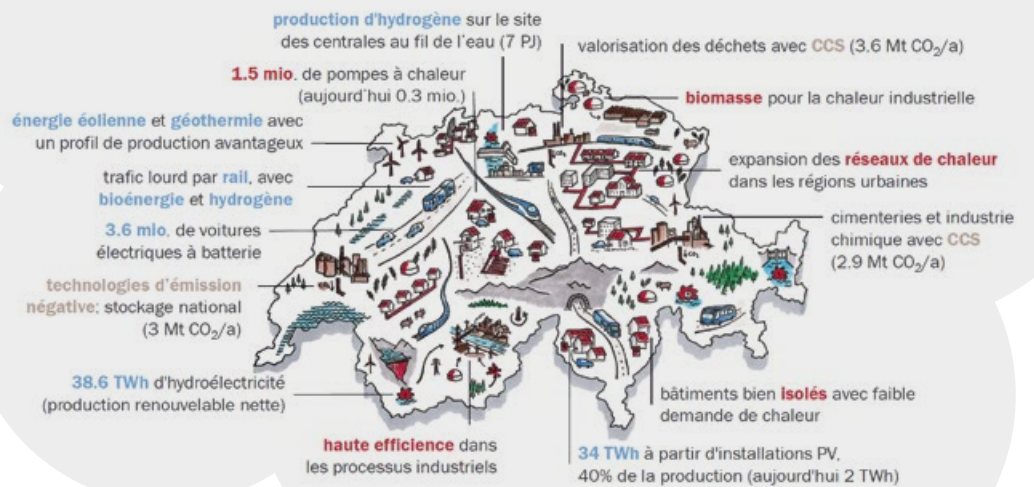 production d'hydrogène sur le site
des centrales au fil de l'eau (7 PJ)
valorisation des déchets avec CCS (3.6 Mt CO₂/a)
1.5 mio. de pompes à chaleur
(aujourd'hui 0.3 mio.)
biomasse pour la chaleur industrielle
énergie éolienne et géothermie avec
un profil de production avantageux
expansion des réseaux de chaleur
dans les régions urbaines
trafic lourd par rail, avec
bioénergie et hydrogène
3.6 mio. de voitures
électriques à batterie
cimenteries et industrie
chimique avec CCS
(2.9 Mt CO₂/a)
technologies d'émission
négative: stockage national
(3 Mt CO₂/a)
38.6 TWh d'hydroélectricité
(production renouvelable nette)
bâtiments bien isolés avec faible
demande de chaleur
haute efficience dans
les processus industriels
34 TWh à partir d'installations PV,
40% de la production (aujourd'hui 2 TWh)